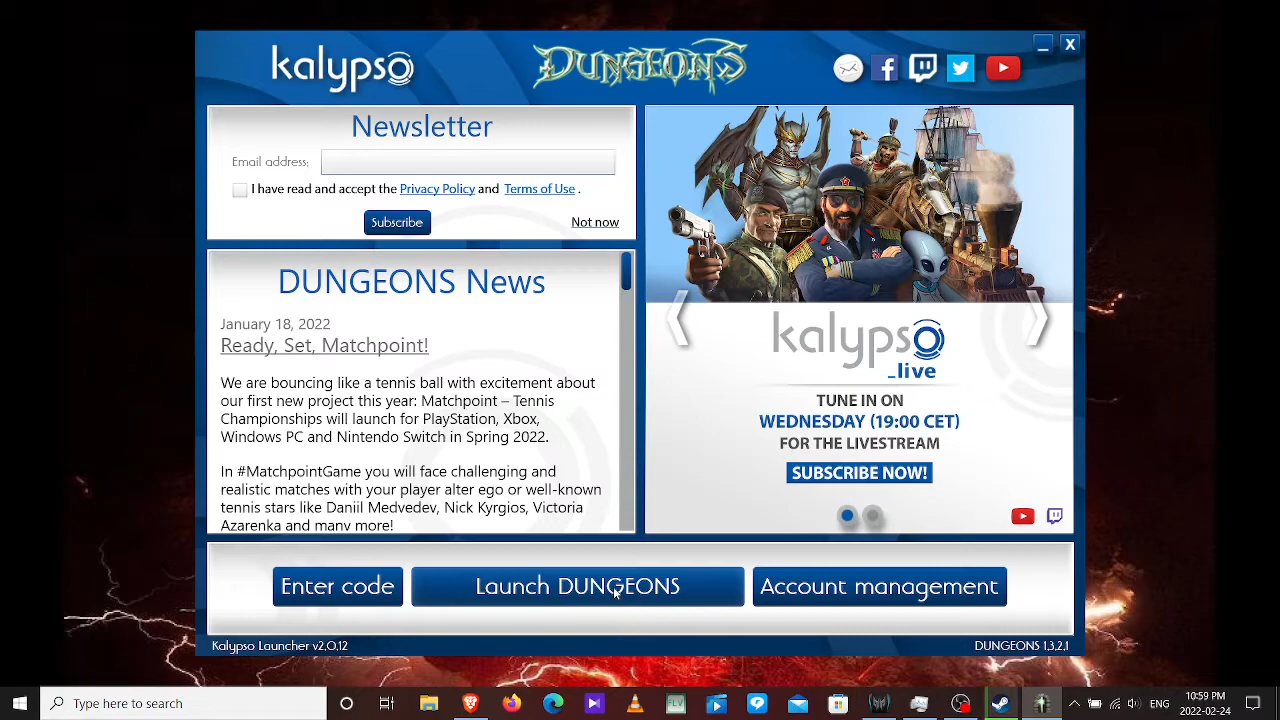 kalypso
DUNGEONS
X
Newsletter
Email address:
I have read and accept the Privacy Policy and Terms of Use .
Subscribe
Not now
DUNGEONS News
January 18, 2022
Ready, Set, Matchpoint!
We are bouncing like a tennis ball with excitement about
our first new project this year: Matchpoint – Tennis
Championships will launch for PlayStation, Xbox,
Windows PC and Nintendo Switch in Spring 2022.
In #MatchpointGame you will face challenging and
realistic matches with your player alter ego or well-known
tennis stars like Daniil Medvedev, Nick Kyrgios, Victoria
Azarenka and many more!
kalypso
_live
TUNE IN ON
WEDNESDAY (19:00 CET)
FOR THE LIVESTREAM
SUBSCRIBE NOW!
Enter code
Launch DUNGEONS
Account management
Kalypso Launcher v2.0.12
DUNGEONS 1.3.2.1
Type here to search
FLV
10:59 PM
2022-02-24